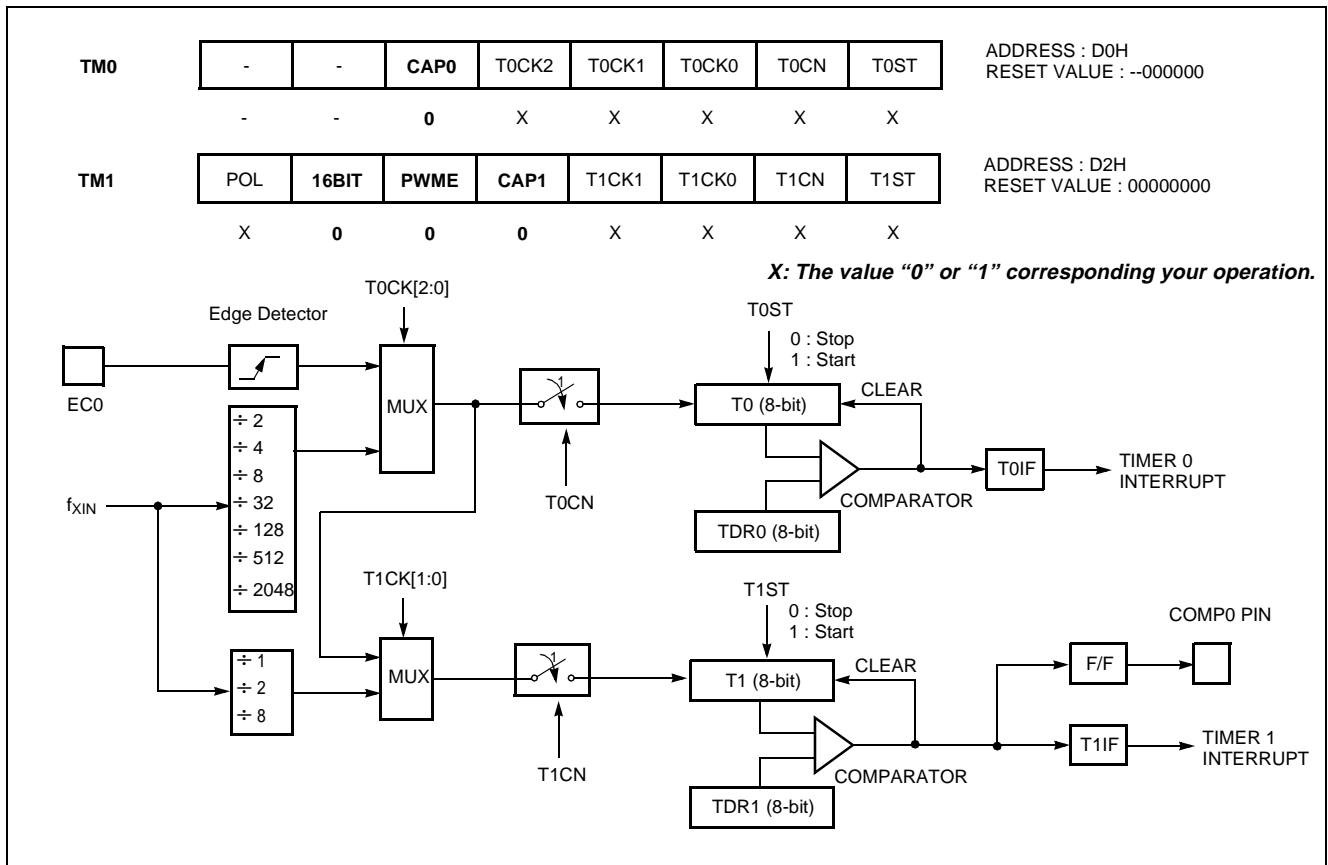 TM0 - - CAP0 T0CK2 T0CK1 T0CK0 T0CN T0ST
ADDRESS : D0H
RESET VALUE : --000000
- - 0 X X X X X
TM1 POL 16BIT PWME CAP1 T1CK1 T1CK0 T1CN T1ST
ADDRESS : D2H
RESET VALUE : 00000000
X 0 0 0 X X X X
X: The value “0” or “1” corresponding your operation.
T0CK[2:0]
Edge Detector
EC0
MUX
÷ 2
÷ 4
÷ 8
÷ 32
÷ 128
÷ 512
÷ 2048
fXIN
1
T0CN
T0ST
0 : Stop
1 : Start
T0 (8-bit)
CLEAR
COMPARATOR
TDR0 (8-bit)
T0IF
TIMER 0
INTERRUPT
T1CK[1:0]
÷ 1
÷ 2
÷ 8
MUX
1
T1CN
T1ST
0 : Stop
1 : Start
T1 (8-bit)
CLEAR
COMPARATOR
TDR1 (8-bit)
COMP0 PIN
F/F
T1IF
TIMER 1
INTERRUPT